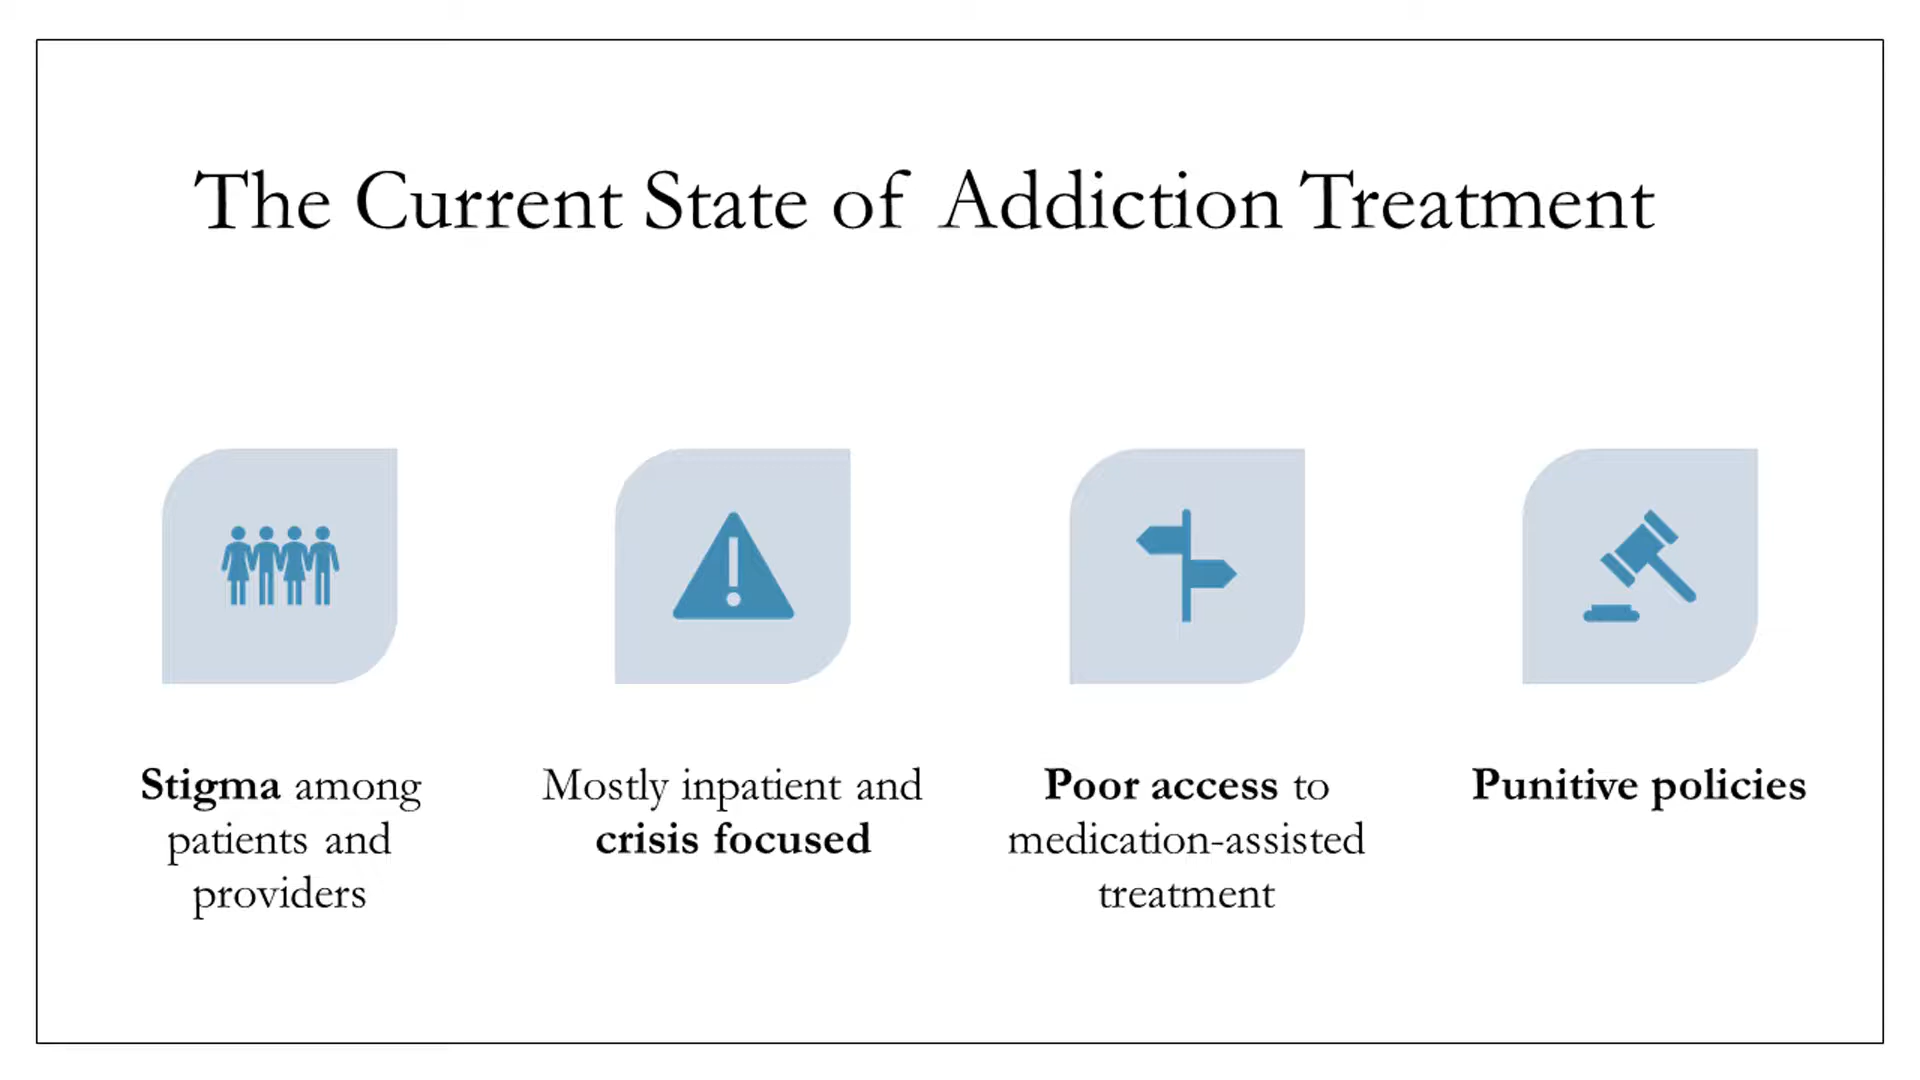 The Current State of Addiction Treatment
Stigma among
patients and
providers
Mostly inpatient and
crisis focused
Poor access to
medication-assisted
treatment
Punitive policies